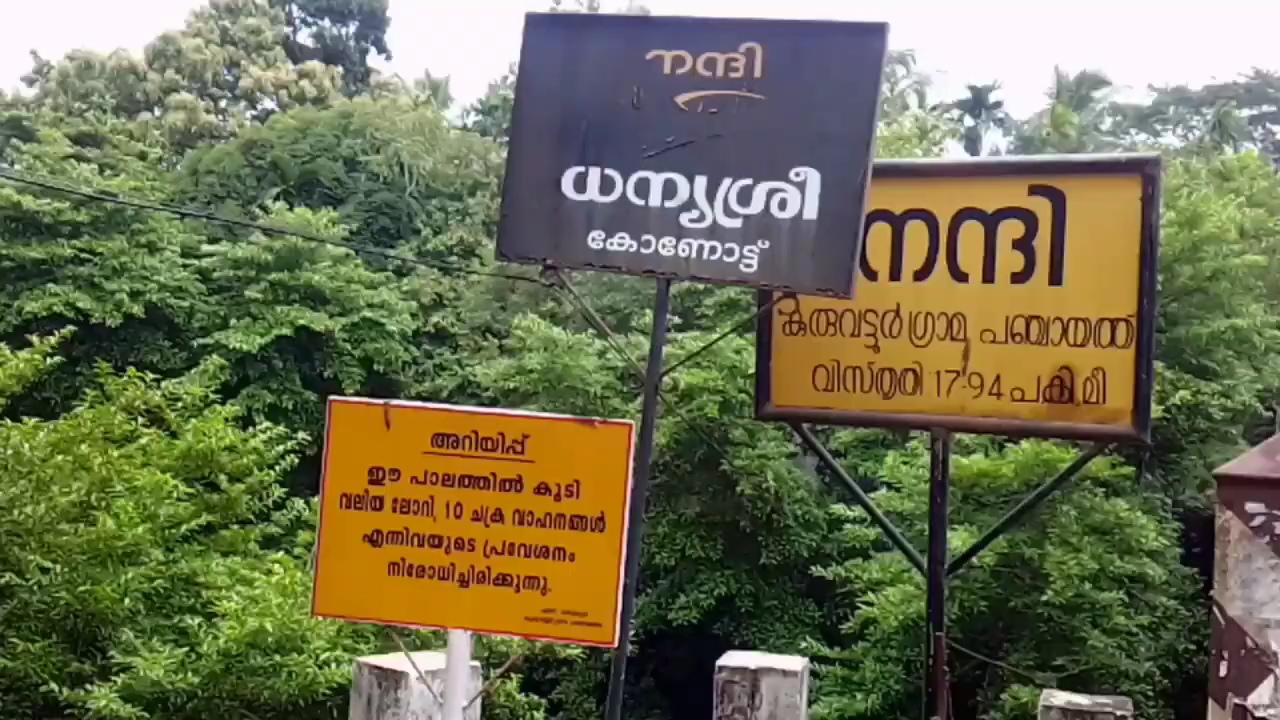 നന്ദി
ധന്യശ്രീ
കോണോട്ട്
നന്ദി
കുരുവട്ടൂർ ഗ്രാമ പഞ്ചായത്ത്
വിസ്തൃതി 17.94 ച കി.മീ
അറിയിപ്പ്
ഈ പാലത്തിൽ കൂടി
വലിയ ലോറി, 10 ചക്ര വാഹനങ്ങൾ
എന്നിവയുടെ പ്രവേശനം
നിരോധിച്ചിരിക്കുന്നു.